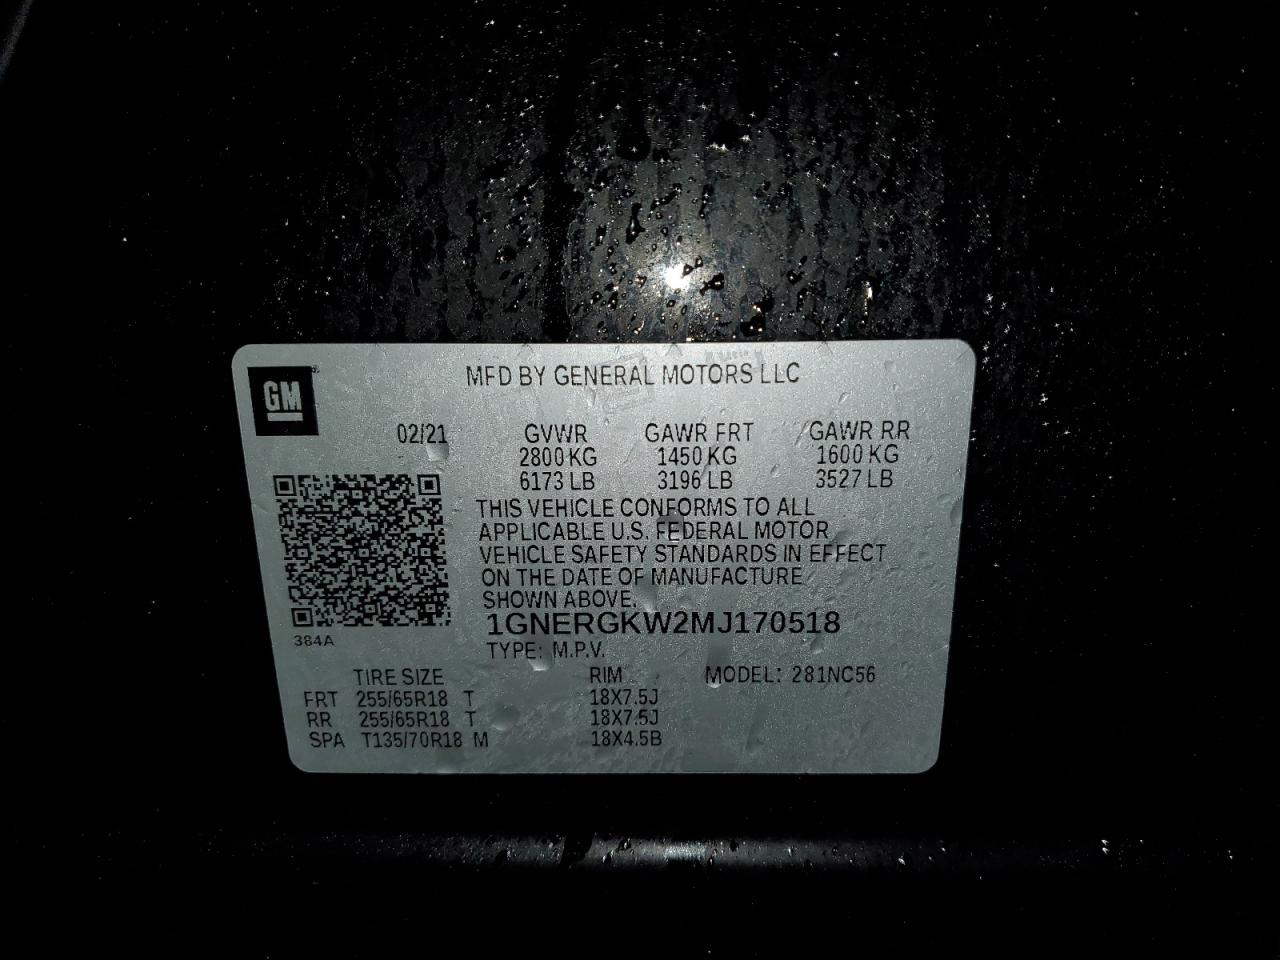 MFD BY GENERAL MOTORS LLC
GM
02/21 GVWR GAWR FRT GAWR RR
2800 KG 1450 KG 1600 KG
6173 LB 3196 LB 3527 LB
THIS VEHICLE CONFORMS TO ALL
APPLICABLE U.S. FEDERAL MOTOR
VEHICLE SAFETY STANDARDS IN EFFECT
ON THE DATE OF MANUFACTURE
SHOWN ABOVE.
1GNERGKW2MJ170518
384A
TYPE: M.P.V.
TIRE SIZE RIM MODEL: 281NC56
FRT 255/65R18 T 18X7.5J
RR 255/65R18 T 18X7.5J
SPA T135/70R18 M 18X4.5B